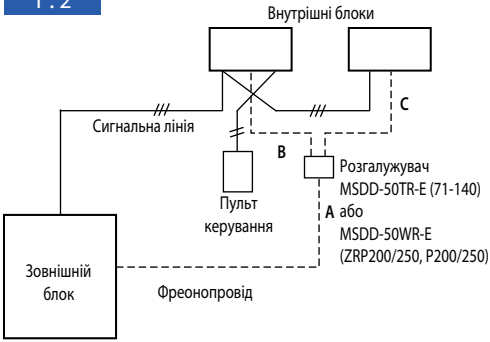 1 : 2
Внутрішні блоки
C
Сигнальна лінія
B
Розгалужувач
MSDD-50TR-E (71-140)
Пульт
керування
A або
MSDD-50WR-E
(ZRP200/250, P200/250)
Зовнішній
блок
Фреонопровід